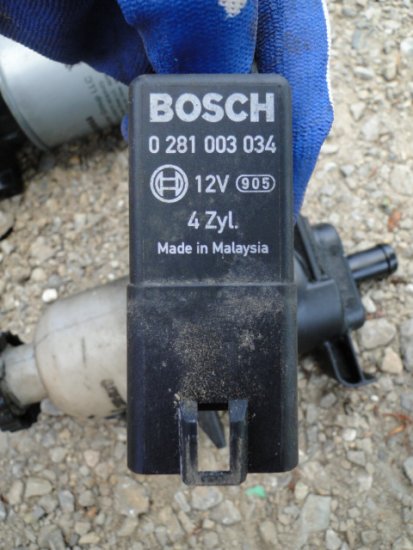 BOSCH
0 281 003 034
12V 905
4 Zyl.
Made in Malaysia